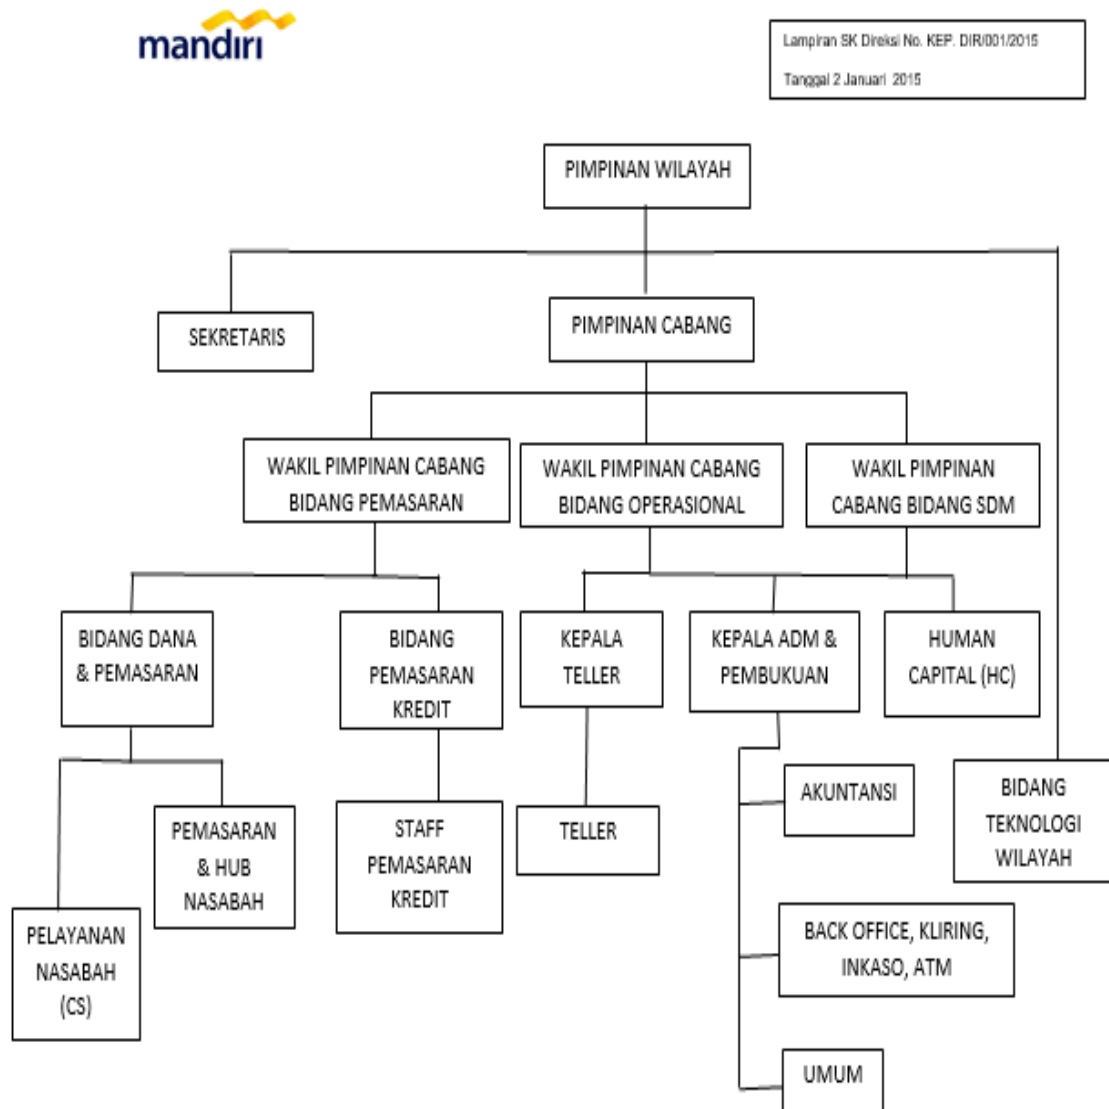 mandiri
Lampiran SK Direksi No. KEP. DIR/001/2015
Tanggal 2 Januari 2015
PIMPINAN WILAYAH
SEKRETARIS
PIMPINAN CABANG
WAKIL PIMPINAN CABANG
BIDANG PEMASARAN
WAKIL PIMPINAN CABANG
BIDANG OPERASIONAL
WAKIL PIMPINAN
CABANG BIDANG SDM
BIDANG DANA
& PEMASARAN
BIDANG
PEMASARAN
KREDIT
KEPALA
TELLER
KEPALA ADM &
PEMBUKUAN
HUMAN
CAPITAL (HC)
PELAYANAN
NASABAH
(CS)
PEMASARAN
& HUB
NASABAH
STAFF
PEMASARAN
KREDIT
TELLER
AKUNTANSI
BACK OFFICE, KLIRING,
INKASO, ATM
UMUM
BIDANG
TEKNOLOGI
WILAYAH